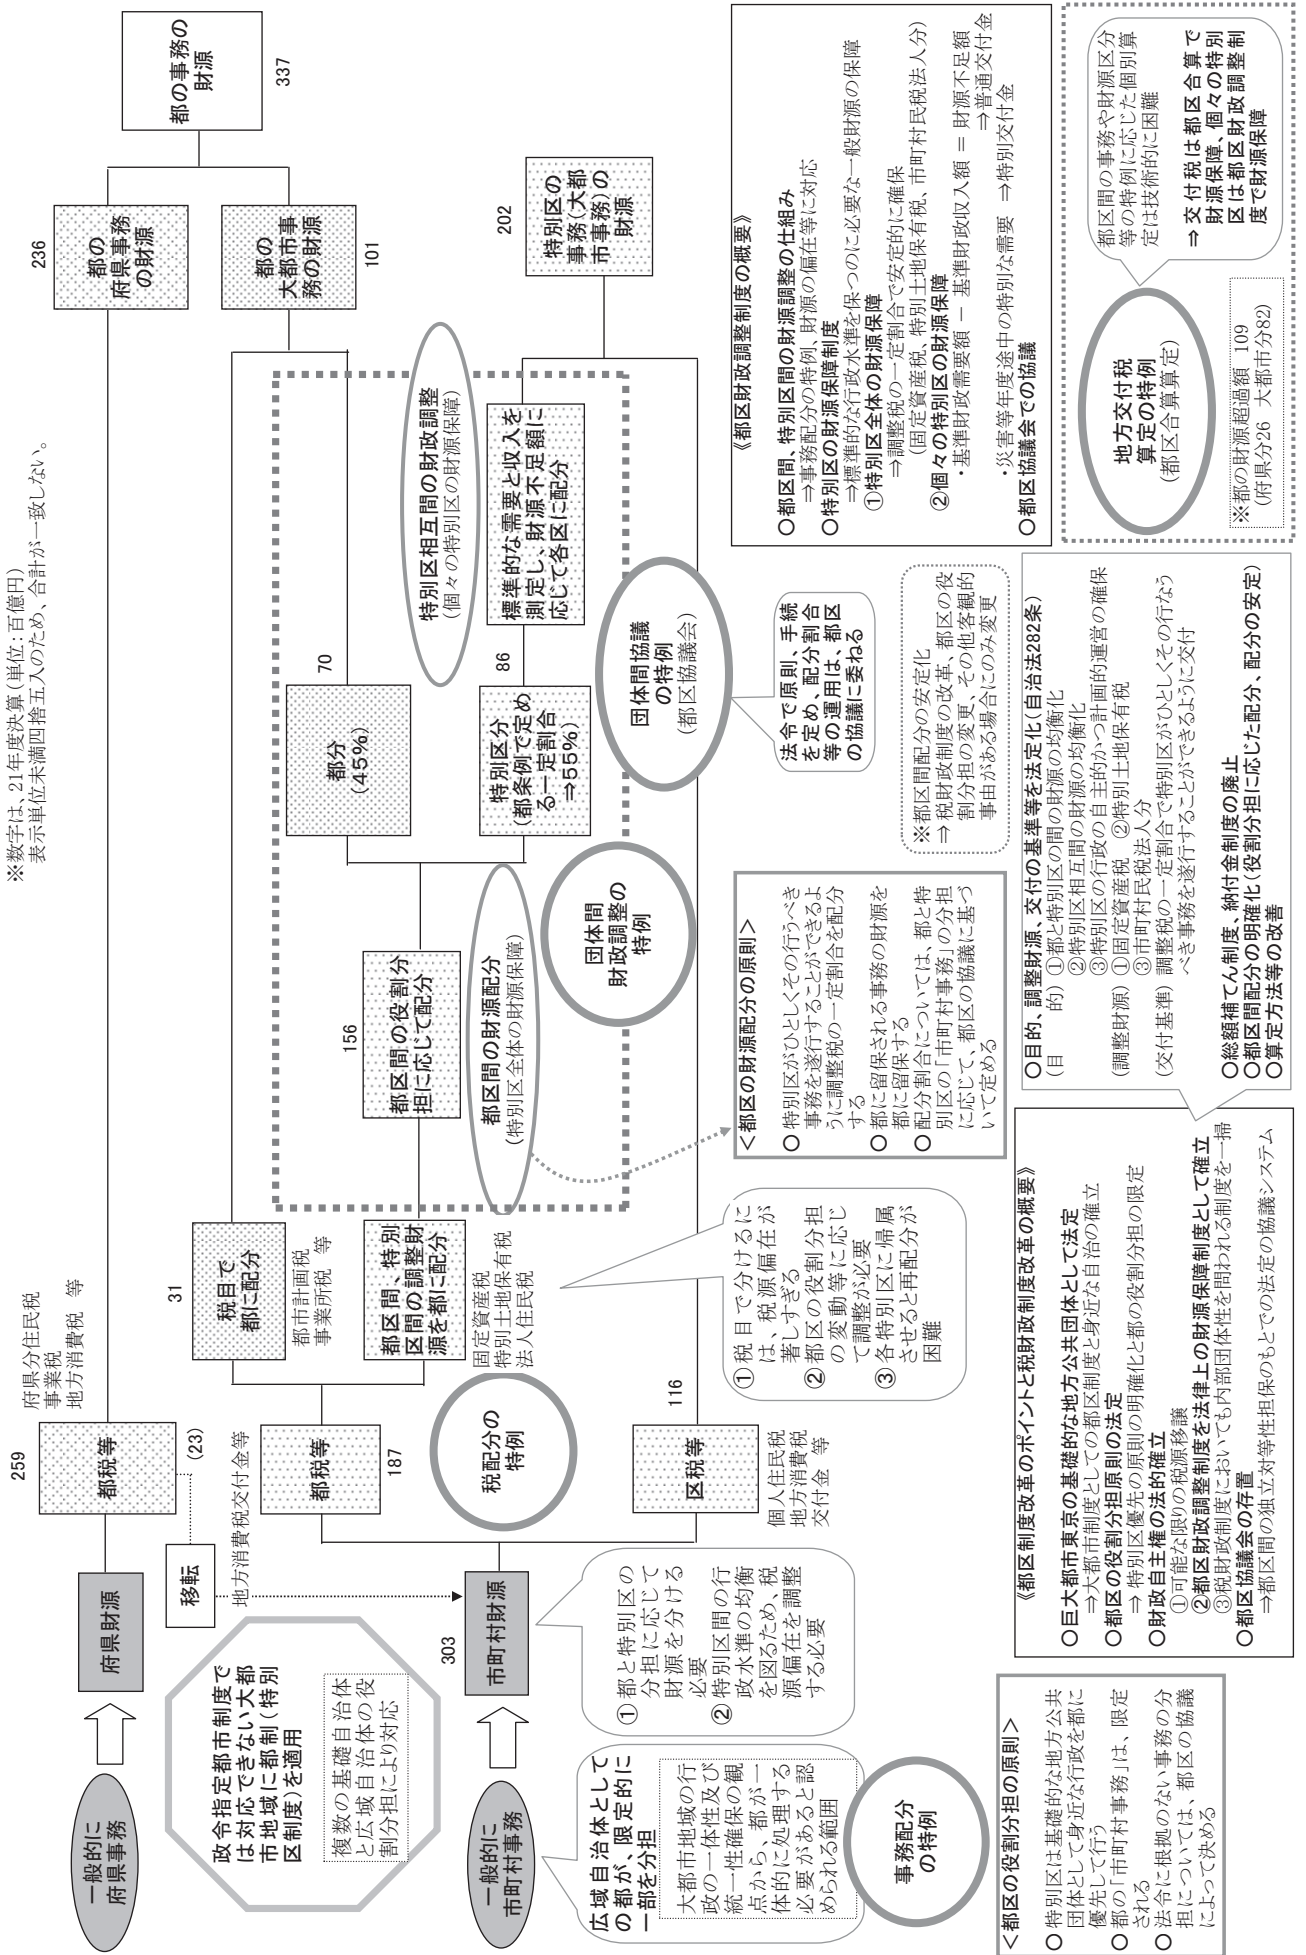 ※数字は、21年度決算(単位:百億円)
表示単位未満四捨五入のため、合計が一致しない。
一般的に
府県事務
府県財源
259
都税等
府県分住民税
事業税
地方消費税 等
(23)
移転
地方消費税交付金等
236
都の
府県事務
の財源
都の事務の
財源
337
政令指定都市制度で
は対応できない大都
市地域に都制(特別
区制度)を適用
複数の基礎自治体
と広域自治体の役
割分担により対応
一般的に
市町村事務
303
市町村財源
都税等
187
31
税目で
都に配分
都市計画税
事業所税 等
都の
大都市事
務の財源
101
都区間、特別
区間の調整財
源を都に配分
固定資産税
特別土地保有税
法人住民税
156
都区間の役割分
担に応じて配分
都区間の財源配分
(特別区全体の財源保障)
都分
(45%)
70
特別区分
(都条例で定め
る一定割合
⇒55%)
86
特別区相互間の財政調整
(個々の特別区の財源保障)
標準的な需要と収入を
測定し、財源不足額に
応じて各区に配分
202
特別区の
事務(大都
市事務)の
財源
税配分の
特例
区税等
116
個人住民税
地方消費税
交付金 等
団体間
財政調整の
特例
団体間協議
の特例
(都区協議会)
広域自治体として
の都が、限定的に
一部を分担
大都市地域の行
政の一体性及び
統一性確保の観
点から、都が一
体的に処理する
必要があると認
められる範囲
事務配分
の特例
①都と特別区の
分担に応じて
財源を分ける
必要
②特別区間の行
政水準の均衡
を図るため、税
源偏在を調整
する必要
①税目で分けるに
は、税源偏在が
著しすぎる
②都区の役割分担
の変動等に応じ
て調整が必要
③各特別区に帰属
させると再配分が
困難
<都区の財源配分の原則>
○特別区がひとしくその行うべき
事務を遂行することができるよ
うに調整税の一定割合を配分
する
○都に留保される事務の財源を
都に留保する
○配分割合については、都と特
別区の「市町村事務」の分担
に応じて、都区の協議に基づ
いて定める
法令で原則、手続
を定め、配分割合
等の運用は、都区
の協議に委ねる
※都区間配分の安定化
⇒ 税財政制度の改革、都区の役
割分担の変更、その他客観的
事由がある場合にのみ変更
《都区財政調整制度の概要》
○都区間、特別区間の財源調整の仕組み
⇒事務配分の特例、財源の偏在等に対応
○特別区の財源保障制度
⇒標準的な行政水準を保つのに必要な一般財源の保障
①特別区全体の財源保障
⇒調整税の一定割合で安定的に確保
(固定資産税、特別土地保有税、市町村民税法人分)
②個々の特別区の財源保障
・基準財政需要額 － 基準財政収入額 ＝ 財源不足額
⇒普通交付金
・災害等年度途中の特別な需要 ⇒特別交付金
○都区協議会での協議
<都区の役割分担の原則>
○特別区は基礎的な地方公共
団体として身近な行政を都に
優先して行う
○都の「市町村事務」は、限定
される
○法令に根拠のない事務の分
担については、都区の協議
によって決める
《都区制度改革のポイントと税財政制度改革の概要》
○巨大都市東京の基礎的な地方公共団体として法定
⇒大都市制度としての都区制度と身近な自治の確立
○都区の役割分担原則の法定
⇒ 特別区優先の原則の明確化と都の役割分担の限定
○財政自主権の法的確立
①可能な限りの税源移譲
②都区財政調整制度を法律上の財源保障制度として確立
③税財政制度においても内部団体性を問われる制度を一掃
○都区協議会の存置
⇒都区間の独立対等性担保のもとでの法定の協議システム
○目的、調整財源、交付の基準等を法定化(自治法282条)
(目 的) ①都と特別区の間の財源の均衡化
②特別区相互間の財源の均衡化
③特別区の行政の自主的かつ計画的運営の確保
(調整財源) ①固定資産税 ②特別土地保有税
③市町村民税法人分
(交付基準) 調整税の一定割合で特別区がひとしくその行なう
べき事務を遂行することができるように交付
○総額補てん制度、納付金制度の廃止
○都区間配分の明確化(役割分担に応じた配分、配分の安定)
○算定方法等の改善
地方交付税
算定の特例
(都区合算算定)
都区間の事務や財源区分
等の特例に応じた個別算
定は技術的に困難
⇒ 交付税は都区合算で
財源保障、個々の特別
区は都区財政調整制
度で財源保障
※都の財源超過額 109
(府県分26 大都市分82)